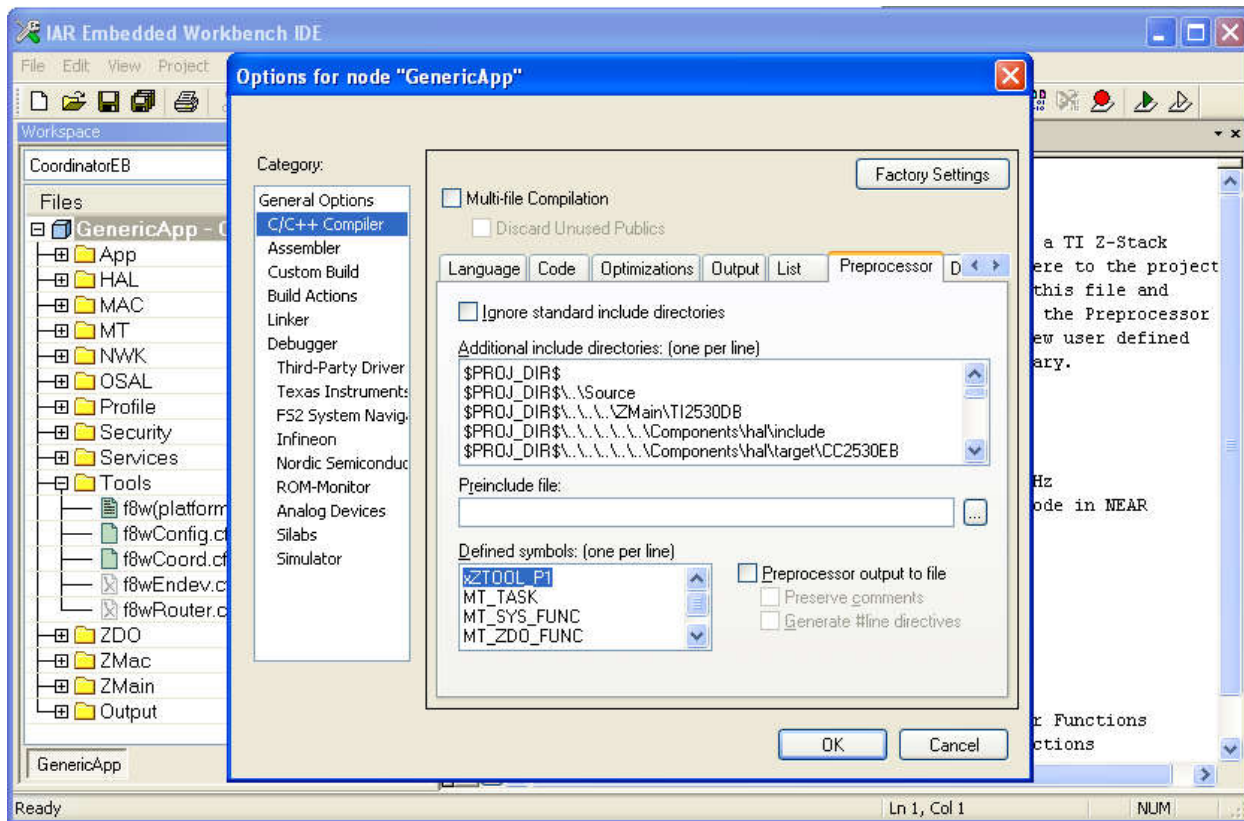 IAR Embedded Workbench IDE
File Edit View Project
Options for node "GenericApp"
Workspace
CoordinatorEB
Files
GenericApp - C
App
HAL
MAC
MT
NWK
OSAL
Profile
Security
Services
Tools
f8w(platform
f8wConfig.cf
f8wCoord.cf
f8wEndev.c
f8wRouter.c
ZDO
ZMac
ZMain
Output
GenericApp
Category:
General Options
C/C++ Compiler
Assembler
Custom Build
Build Actions
Linker
Debugger
Third-Party Driver
Texas Instruments
FS2 System Navig
Infineon
Nordic Semiconduc
ROM-Monitor
Analog Devices
Silabs
Simulator
Factory Settings
Multi-file Compilation
Discard Unused Publics
Language Code Optimizations Output List Preprocessor D
Ignore standard include directories
Additional include directories: (one per line)
$PROJ_DIR$
$PROJ_DIR$\..\Source
$PROJ_DIR$\..\..\..\ZMain\TI2530DB
$PROJ_DIR$\..\..\..\..\..\Components\hal\include
$PROJ_DIR$\..\..\..\..\..\Components\hal\target\CC2530EB
Preinclude file:
...
Defined symbols: (one per line)
xZTOOL_P1
MT_TASK
MT_SYS_FUNC
MT_ZDO_FUNC
Preprocessor output to file
Preserve comments
Generate #line directives
OK Cancel
a TI Z-Stack
ere to the project
this file and
the Preprocessor
ew user defined
ary.
Hz
ode in NEAR
r Functions
ctions
Ready
Ln 1, Col 1
NUM